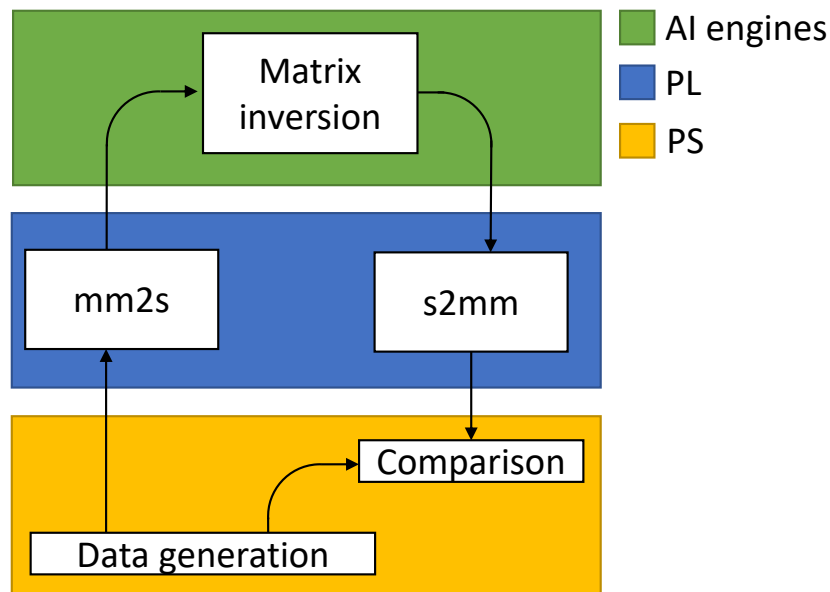 Matrix
inversion
AI engines
PL
PS
mm2s
s2mm
Comparison
Data generation